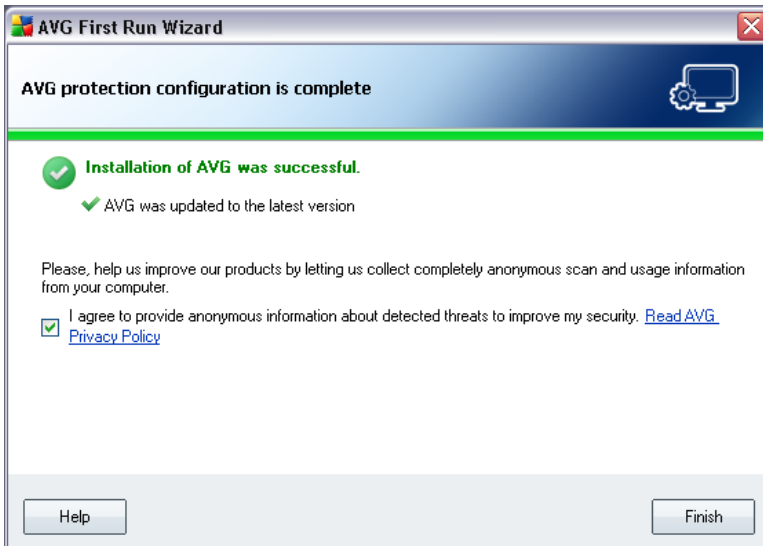 AVG First Run Wizard
AVG protection configuration is complete
Installation of AVG was successful.
AVG was updated to the latest version
Please, help us improve our products by letting us collect completely anonymous scan and usage information
from your computer.
I agree to provide anonymous information about detected threats to improve my security. Read AVG
Privacy Policy
Help
Finish